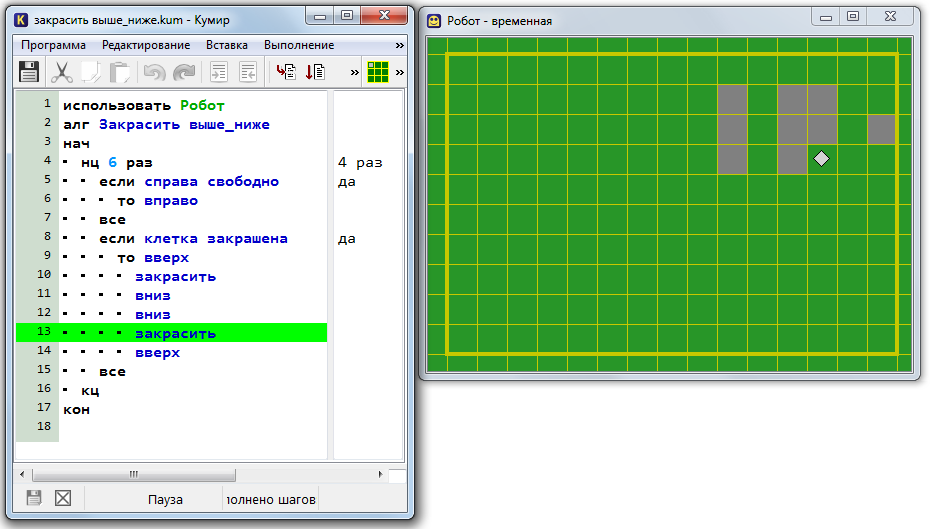 закрасить выше_ниже.kum - Кумир
Программа Редактирование Вставка Выполнение »
» »
1 использовать Робот
2 алг Закрасить выше_ниже
3 нач
4 нц 6 раз 4 раз
5 если справа свободно да
6 то вправо
7 все
8 если клетка закрашена да
9 то вверх
10 закрасить
11 вниз
12 вниз
13 закрасить
14 вверх
15 все
16 кц
17 кон
18
Пауза
юлнено шагов
Робот - временная